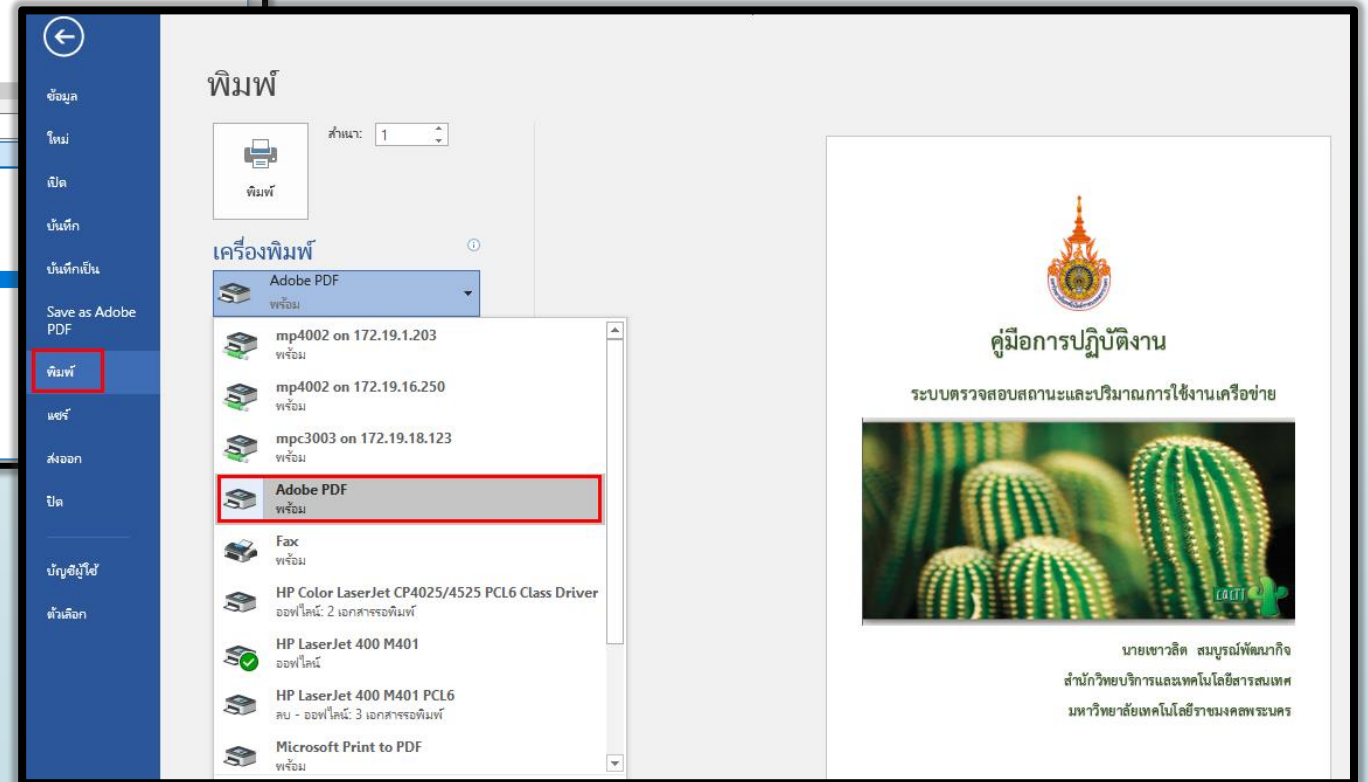 ข้อมูล
ใหม่
เปิด
บันทึก
บันทึกเป็น
Save as Adobe
PDF
พิมพ์
แชร์
ส่งออก
ปิด
บัญชีผู้ใช้
ตัวเลือก
พิมพ์
สำเนา: 1
พิมพ์
เครื่องพิมพ์
Adobe PDF
พร้อม
mp4002 on 172.19.1.203
พร้อม
mp4002 on 172.19.16.250
พร้อม
mpc3003 on 172.19.18.123
พร้อม
Adobe PDF
พร้อม
Fax
พร้อม
HP Color LaserJet CP4025/4525 PCL6 Class Driver
ออฟไลน์: 2 เอกสารรอพิมพ์
HP LaserJet 400 M401
ออฟไลน์
HP LaserJet 400 M401 PCL6
ลบ - ออฟไลน์: 3 เอกสารรอพิมพ์
Microsoft Print to PDF
พร้อม
คู่มือการปฏิบัติงาน
ระบบตรวจสอบสถานะและปริมาณการใช้งานเครือข่าย
cacti
นายเชาวลิต สมบูรณ์พัฒนากิจ
สำนักวิทยบริการและเทคโนโลยีสารสนเทศ
มหาวิทยาลัยเทคโนโลยีราชมงคลพระนคร